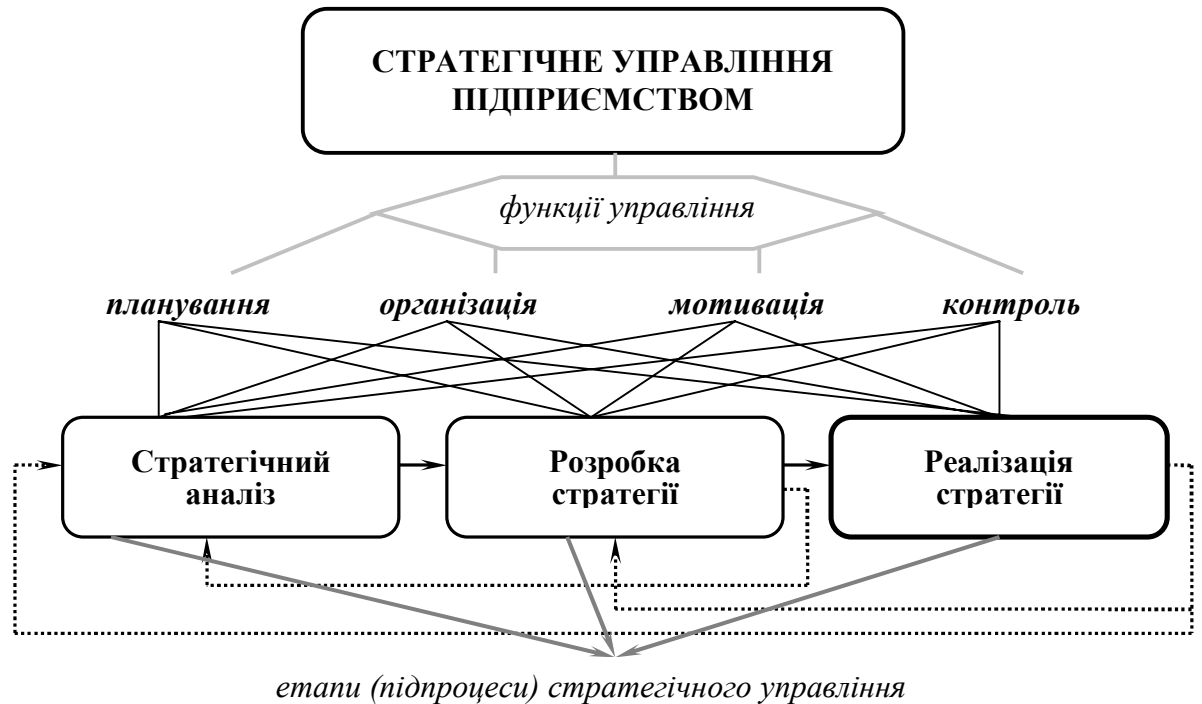 СТРАТЕГІЧНЕ УПРАВЛІННЯ
ПІДПРИЄМСТВОМ
функції управління
планування організація мотивація контроль
Стратегічний
аналіз
Розробка
стратегії
Реалізація
стратегії
етапи (підпроцеси) стратегічного управління